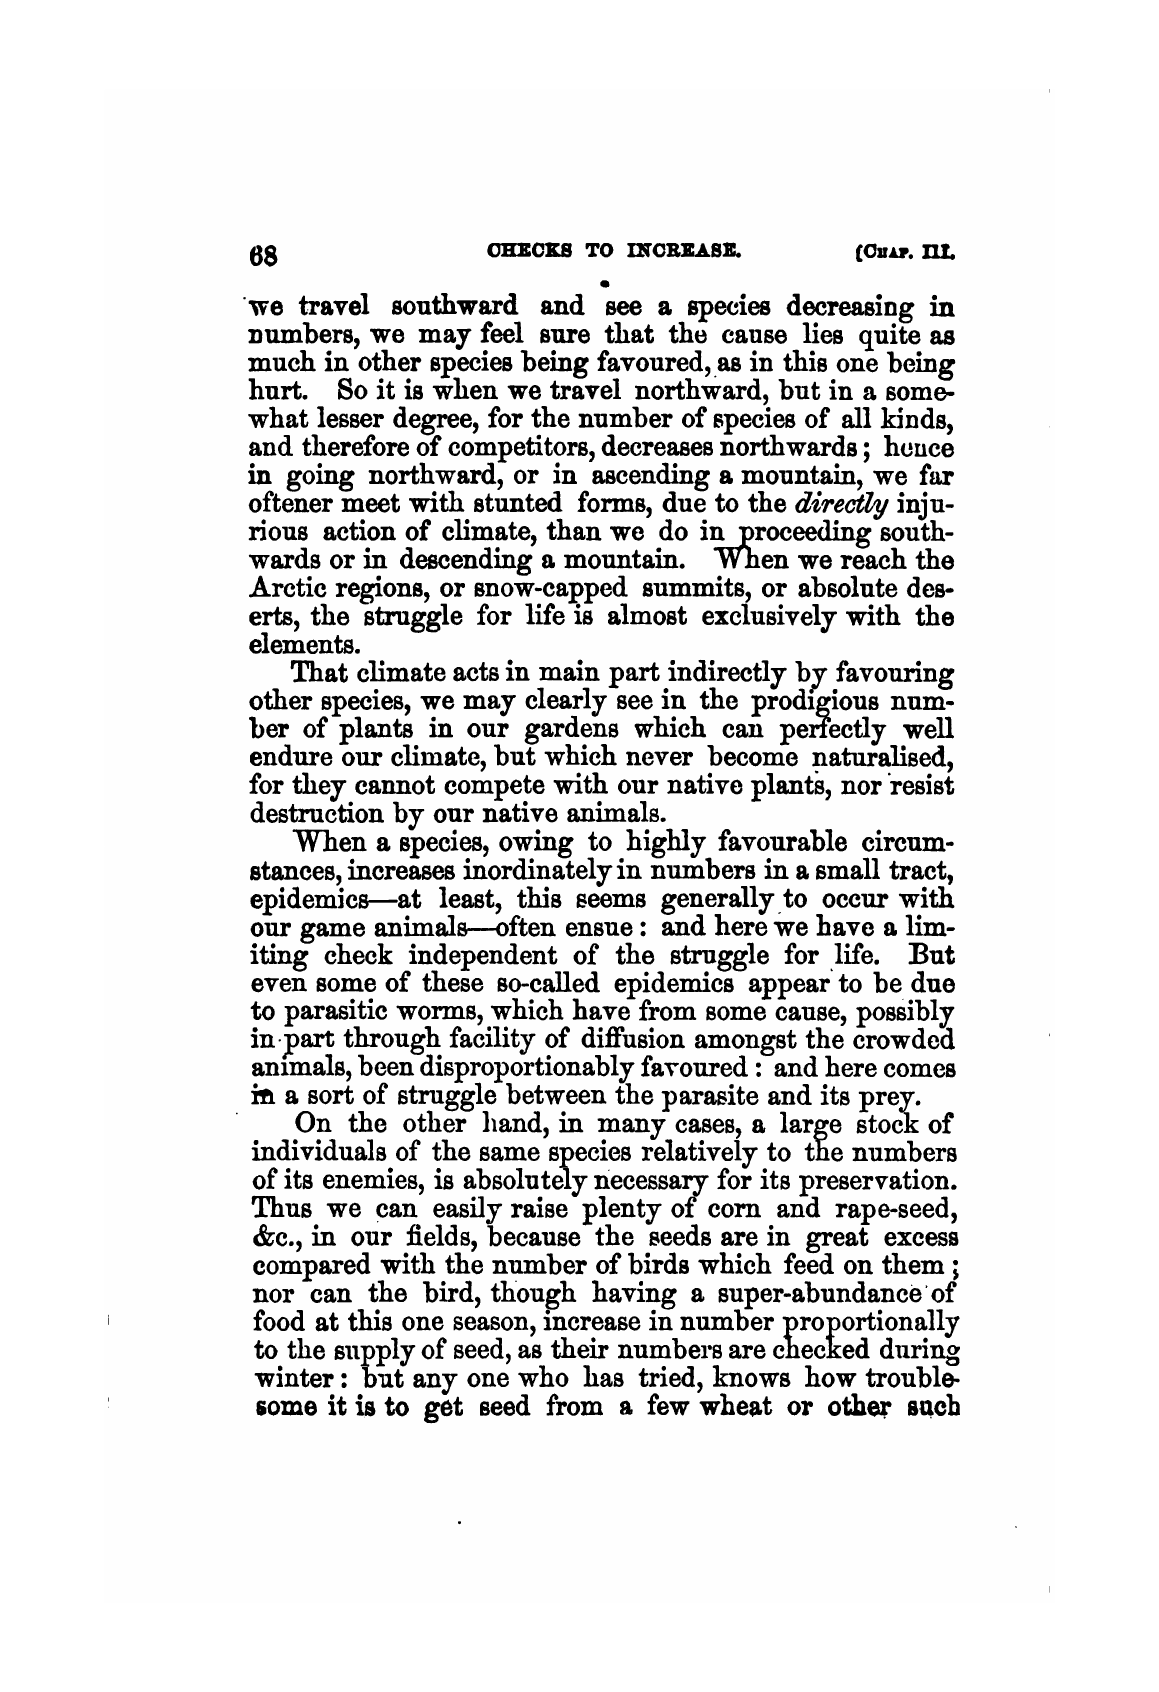 68 CHECKS TO INCREASE. [CHAP. III.
we travel southward and see a species decreasing in
numbers, we may feel sure that the cause lies quite as
much in other species being favoured, as in this one being
hurt. So it is when we travel northward, but in a some-
what lesser degree, for the number of species of all kinds,
and therefore of competitors, decreases northwards; hence
in going northward, or in ascending a mountain, we far
oftener meet with stunted forms, due to the directly inju-
rious action of climate, than we do in proceeding south-
wards or in descending a mountain. When we reach the
Arctic regions, or snow-capped summits, or absolute des-
erts, the struggle for life is almost exclusively with the
elements.
That climate acts in main part indirectly by favouring
other species, we may clearly see in the prodigious num-
ber of plants in our gardens which can perfectly well
endure our climate, but which never become naturalised,
for they cannot compete with our native plants, nor resist
destruction by our native animals.
When a species, owing to highly favourable circum-
stances, increases inordinately in numbers in a small tract,
epidemics—at least, this seems generally to occur with
our game animals—often ensue: and here we have a lim-
iting check independent of the struggle for life. But
even some of these so-called epidemics appear to be due
to parasitic worms, which have from some cause, possibly
in part through facility of diffusion amongst the crowded
animals, been disproportionably favoured: and here comes
in a sort of struggle between the parasite and its prey.
On the other hand, in many cases, a large stock of
individuals of the same species relatively to the numbers
of its enemies, is absolutely necessary for its preservation.
Thus we can easily raise plenty of corn and rape-seed,
&c., in our fields, because the seeds are in great excess
compared with the number of birds which feed on them;
nor can the bird, though having a super-abundance of
food at this one season, increase in number proportionally
to the supply of seed, as their numbers are checked during
winter: but any one who has tried, knows how trouble-
some it is to get seed from a few wheat or other such